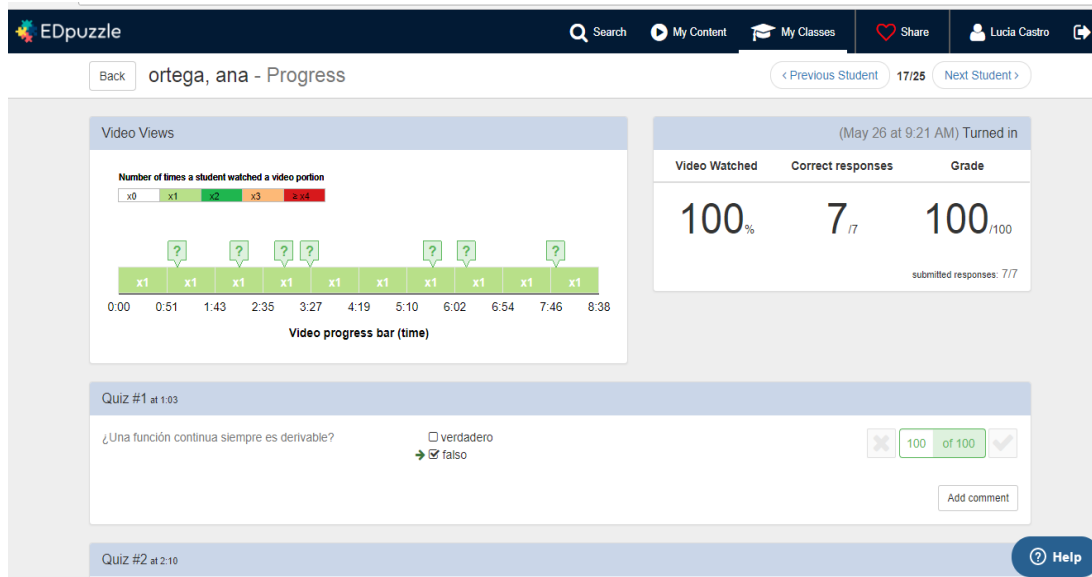 EDpuzzle
Search My Content My Classes Share Lucia Castro
Back ortega, ana - Progress < Previous Student 17/25 Next Student >
Video Views
Number of times a student watched a video portion
x0 x1 x2 x3 ≥ x4
? ? ? ? ? ? ?
x1 x1 x1 x1 x1 x1 x1 x1 x1 x1
0:00 0:51 1:43 2:35 3:27 4:19 5:10 6:02 6:54 7:46 8:38
Video progress bar (time)
(May 26 at 9:21 AM) Turned in
Video Watched Correct responses Grade
100% 7/7 100/100
submitted responses: 7/7
Quiz #1 at 1:03
¿Una función continua siempre es derivable?
verdadero
falso
100 of 100
Add comment
Quiz #2 at 2:10
? Help